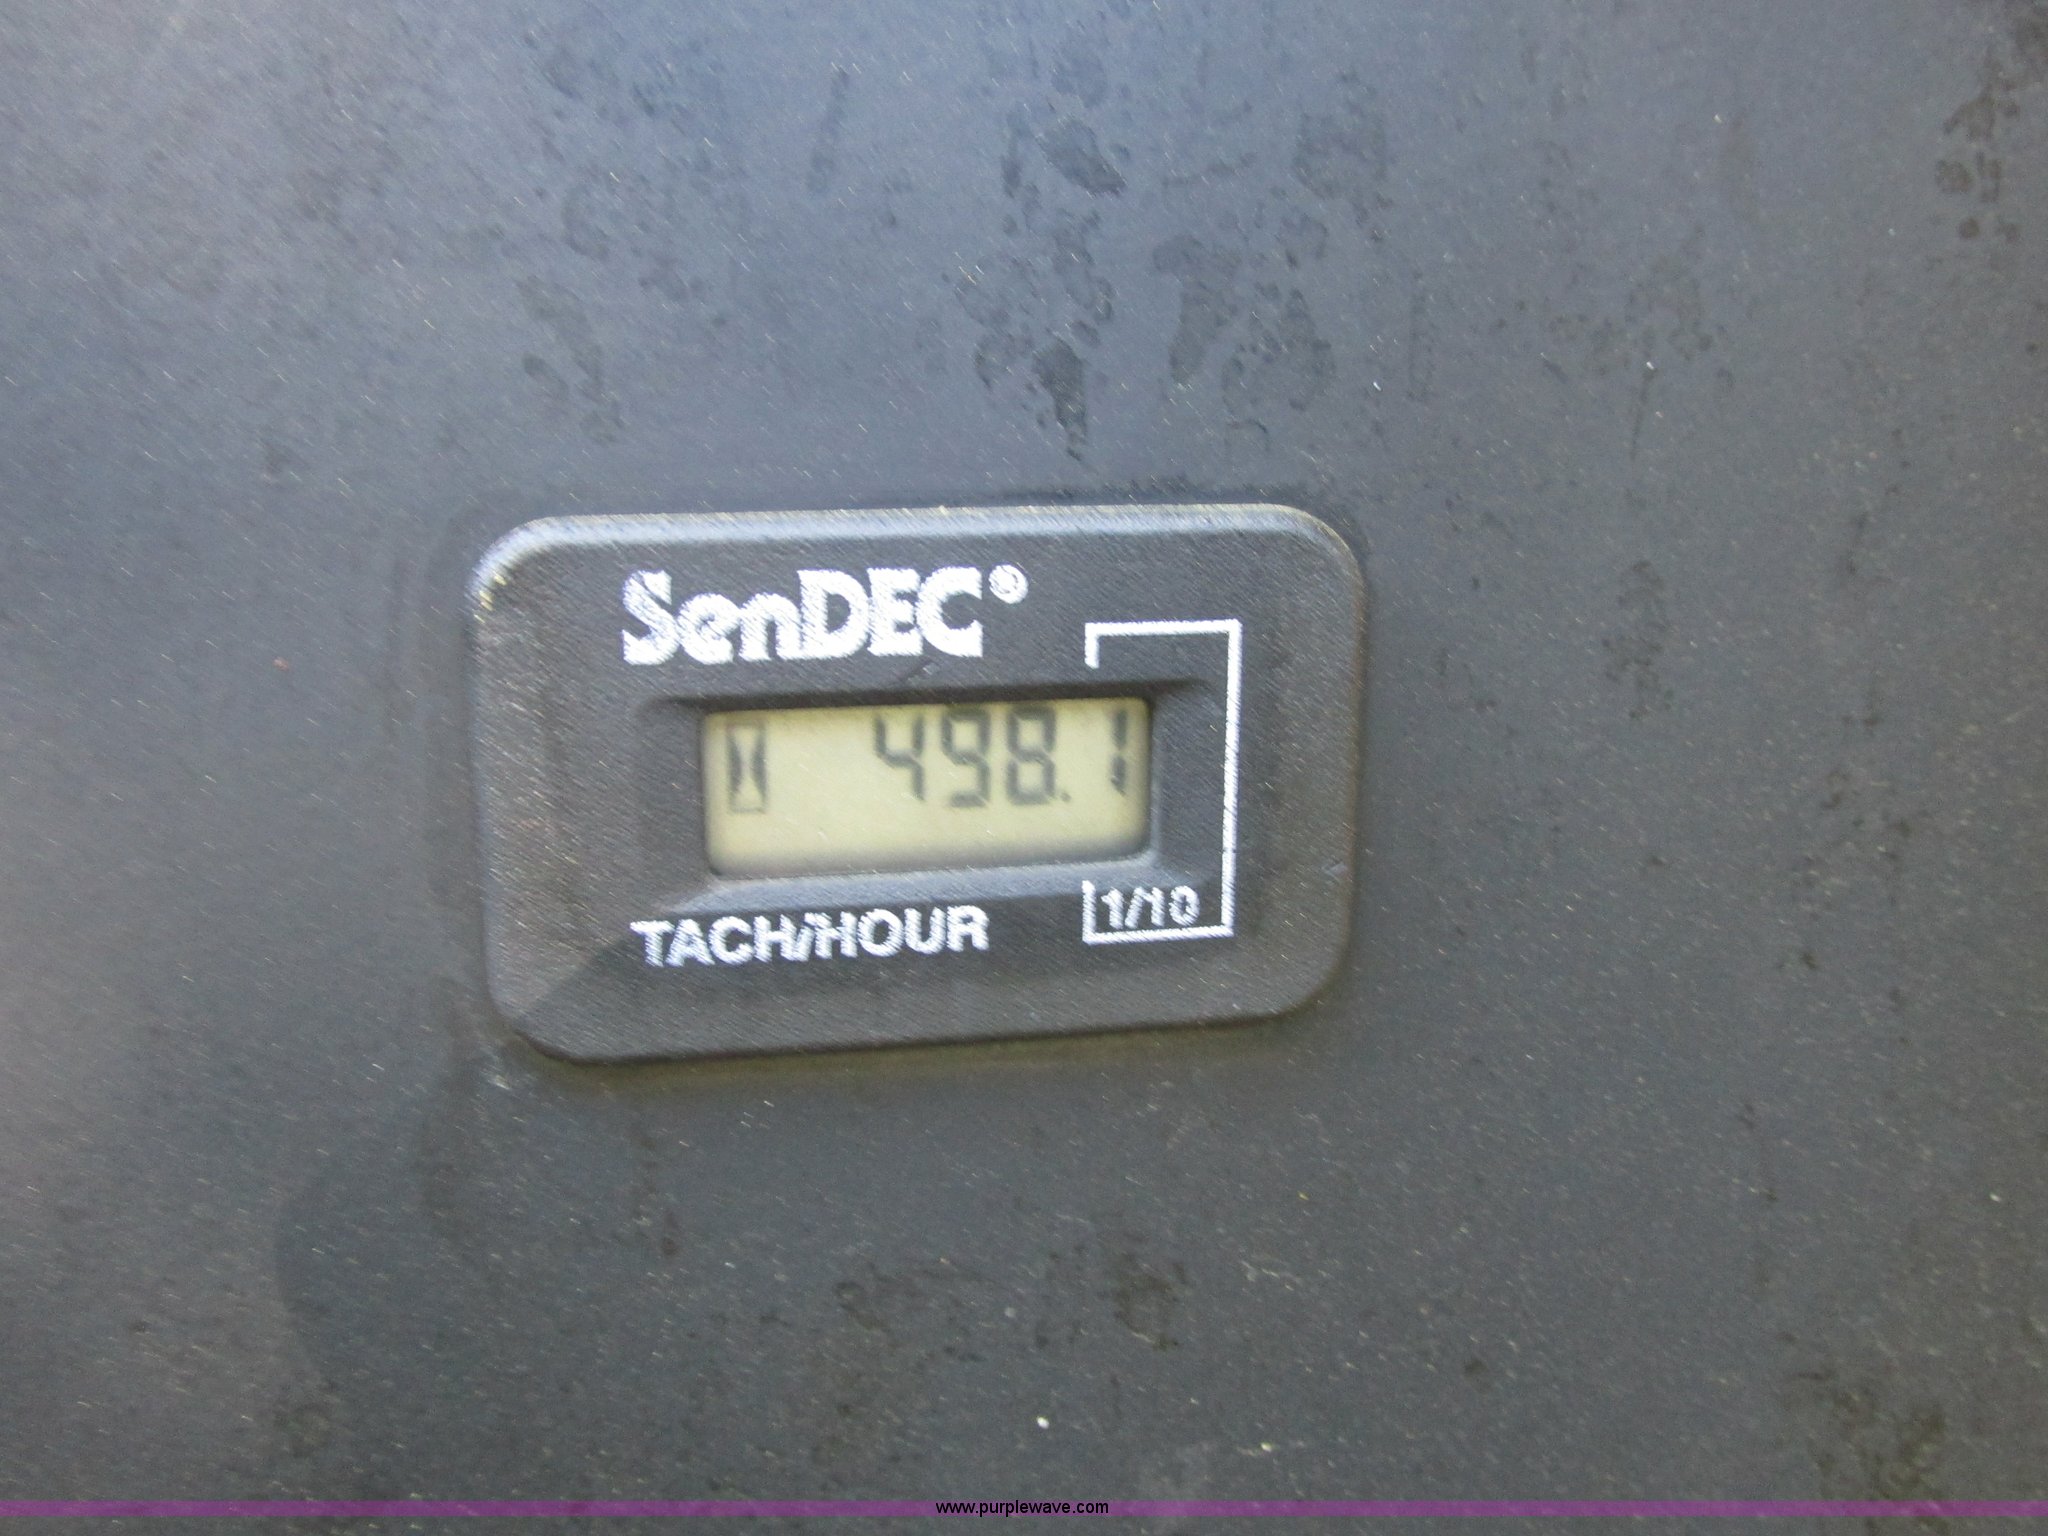 SenDEC®
498.1
TACH/HOUR
1/10
www.purplewave.com